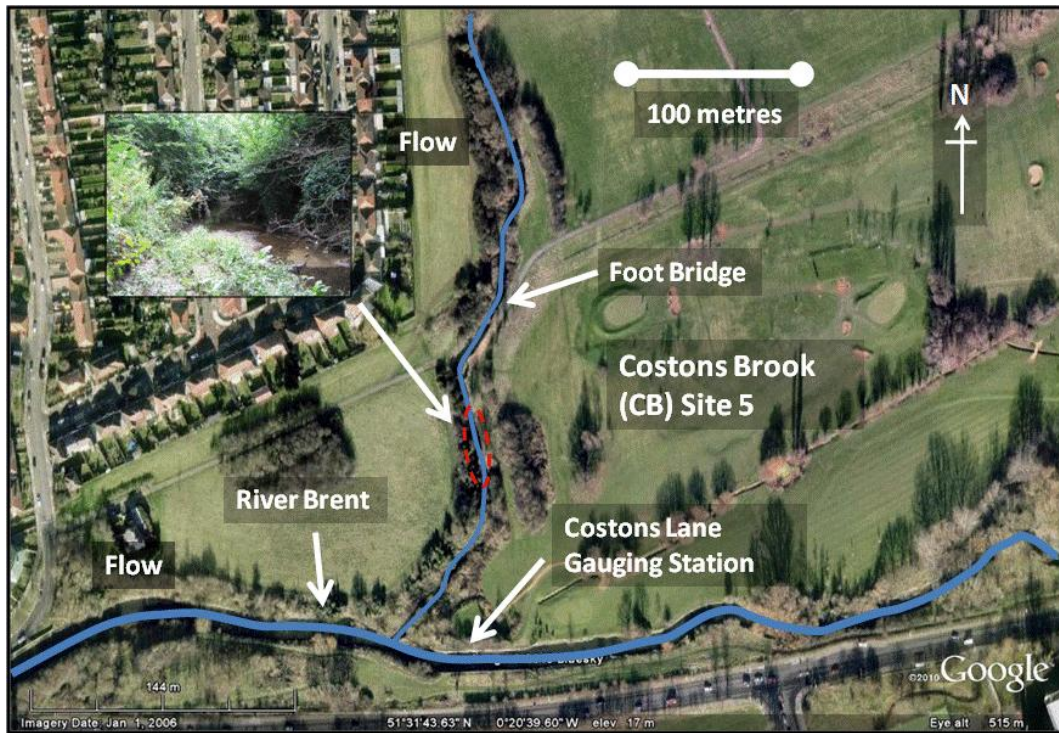 Flow
100 metres
N
Foot Bridge
Costons Brook
(CB) Site 5
River Brent
Costons Lane
Gauging Station
Flow
144 m
©2010 Google
Imagery Date: Jan 1, 2006
51°31'43.63" N
0°20'39.60" W
elev 17 m
Eye alt 515 m